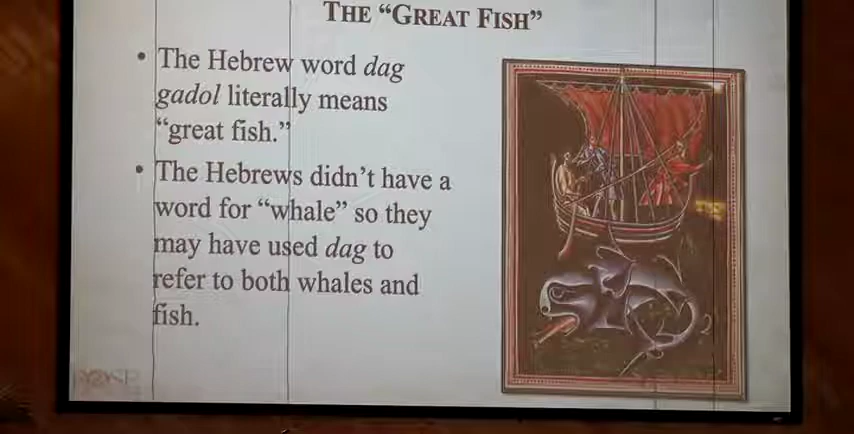 THE “GREAT FISH”
• The Hebrew word dag
gadol literally means
“great fish.”
• The Hebrews didn’t have a
word for “whale” so they
may have used dag to
refer to both whales and
fish.